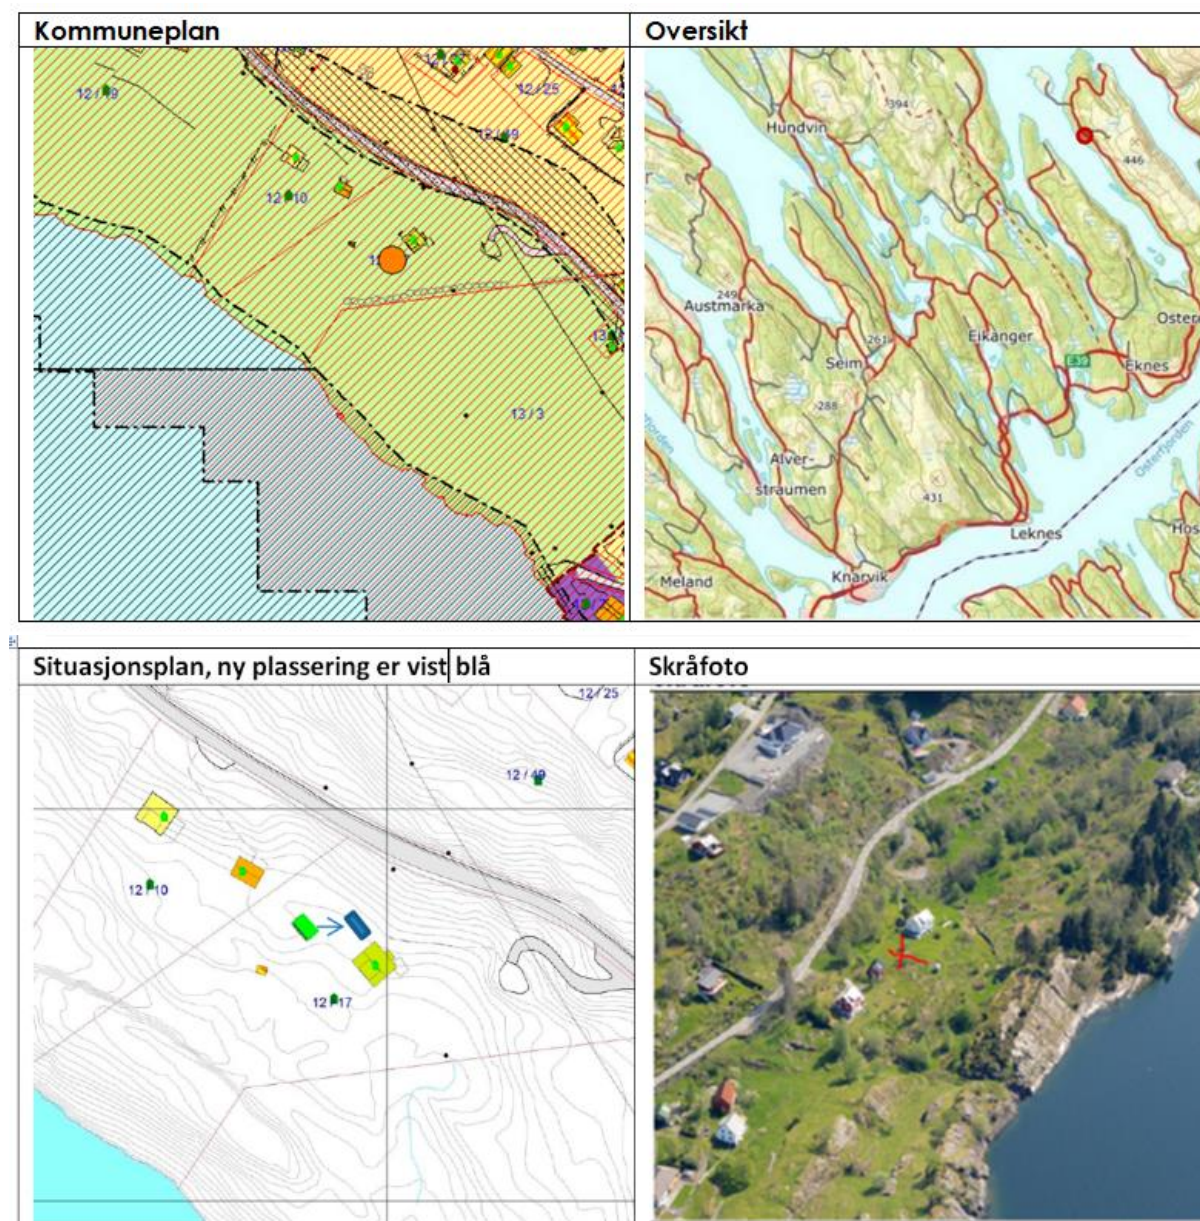 Kommuneplan
Oversikt
12 / 19
12 / 25
12 / 49
12 10
13 / 3
Hundvin
394
446
249
Austmarka
261
Seim
Eikanger
E39
Eknes
288
Alver-
straumen
431
Osterfjorden
Leknes
Knarvik
Meland
Situasjonsplan, ny plassering er vist blå
Skråfoto
12 / 25
12 / 49
12 / 10
12 / 17